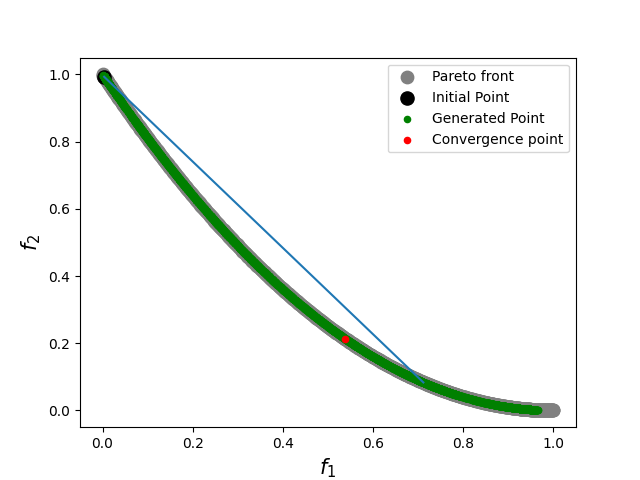 1.0
0.8
0.6
0.4
0.2
0.0
f₂
Pareto front
Initial Point
Generated Point
Convergence point
0.0 0.2 0.4 0.6 0.8 1.0
f₁